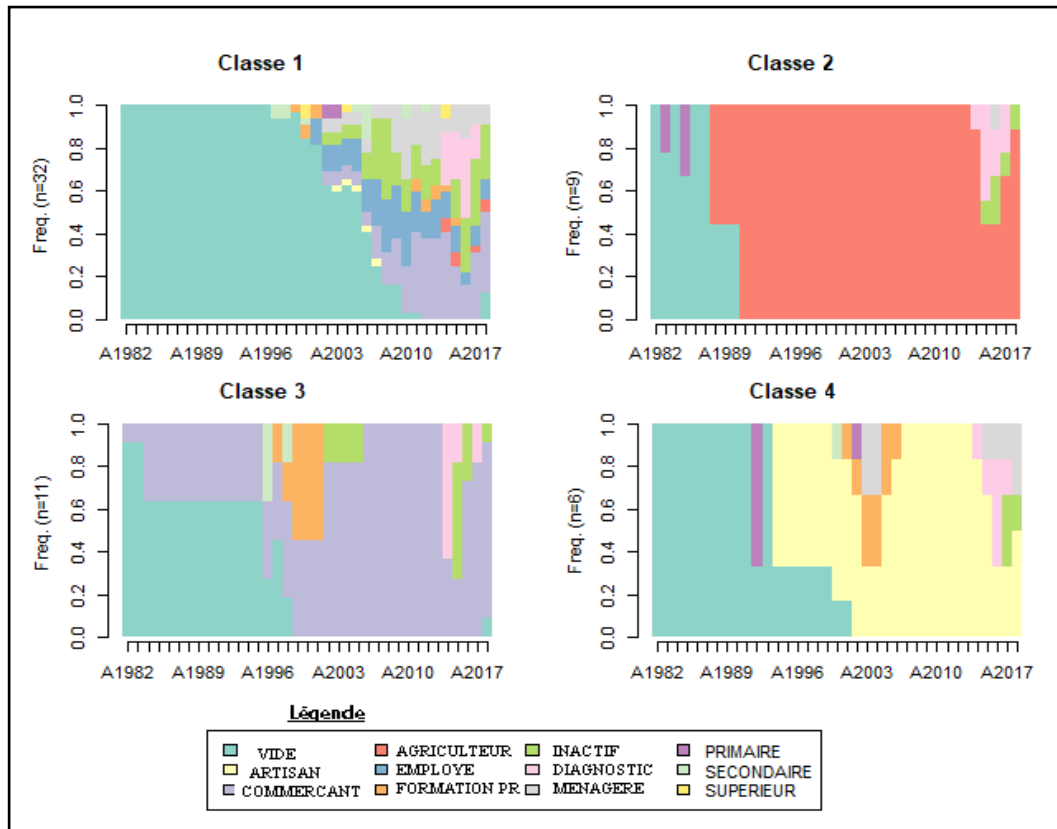 Classe 1
Freq. (n=32)
0.0 0.2 0.4 0.6 0.8 1.0
A1982 A1989 A1996 A2003 A2010 A2017
Classe 2
Freq. (n=9)
0.0 0.2 0.4 0.6 0.8 1.0
A1982 A1989 A1996 A2003 A2010 A2017
Classe 3
Freq. (n=11)
0.0 0.2 0.4 0.6 0.8 1.0
A1982 A1989 A1996 A2003 A2010 A2017
Classe 4
Freq. (n=6)
0.0 0.2 0.4 0.6 0.8 1.0
A1982 A1989 A1996 A2003 A2010 A2017
Légende
VIDE AGRICULTEUR INACTIF PRIMAIRE
ARTISAN EMPLOYE DIAGNOSTIC SECONDAIRE
COMMERCANT FORMATION PR MENAGERE SUPERIEUR